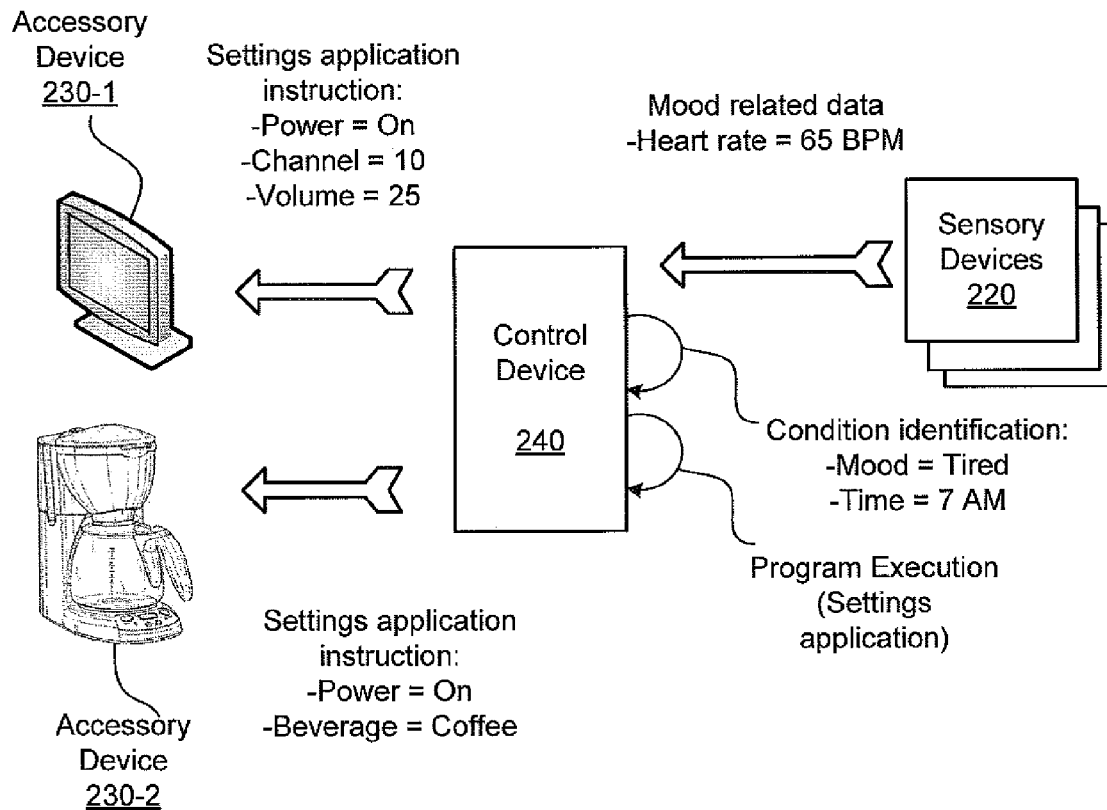 Accessory
Device
230-1
Settings application
instruction:
-Power = On
-Channel = 10
-Volume = 25
Mood related data
-Heart rate = 65 BPM
Sensory
Devices
220
Control
Device
240
Condition identification:
-Mood = Tired
-Time = 7 AM
Program Execution
(Settings
application)
Settings application
instruction:
-Power = On
-Beverage = Coffee
Accessory
Device
230-2